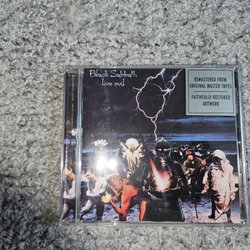 Black Sabbath
live evil
REMASTERED FROM
ORIGINAL MASTER TAPES
FAITHFULLY RESTORED
ARTWORK